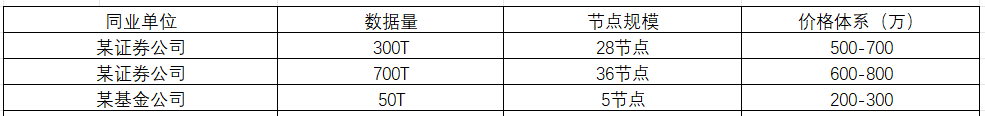 同业单位 数据量 节点规模 价格体系（万）
某证券公司 300T 28节点 500-700
某证券公司 700T 36节点 600-800
某基金公司 50T 5节点 200-300